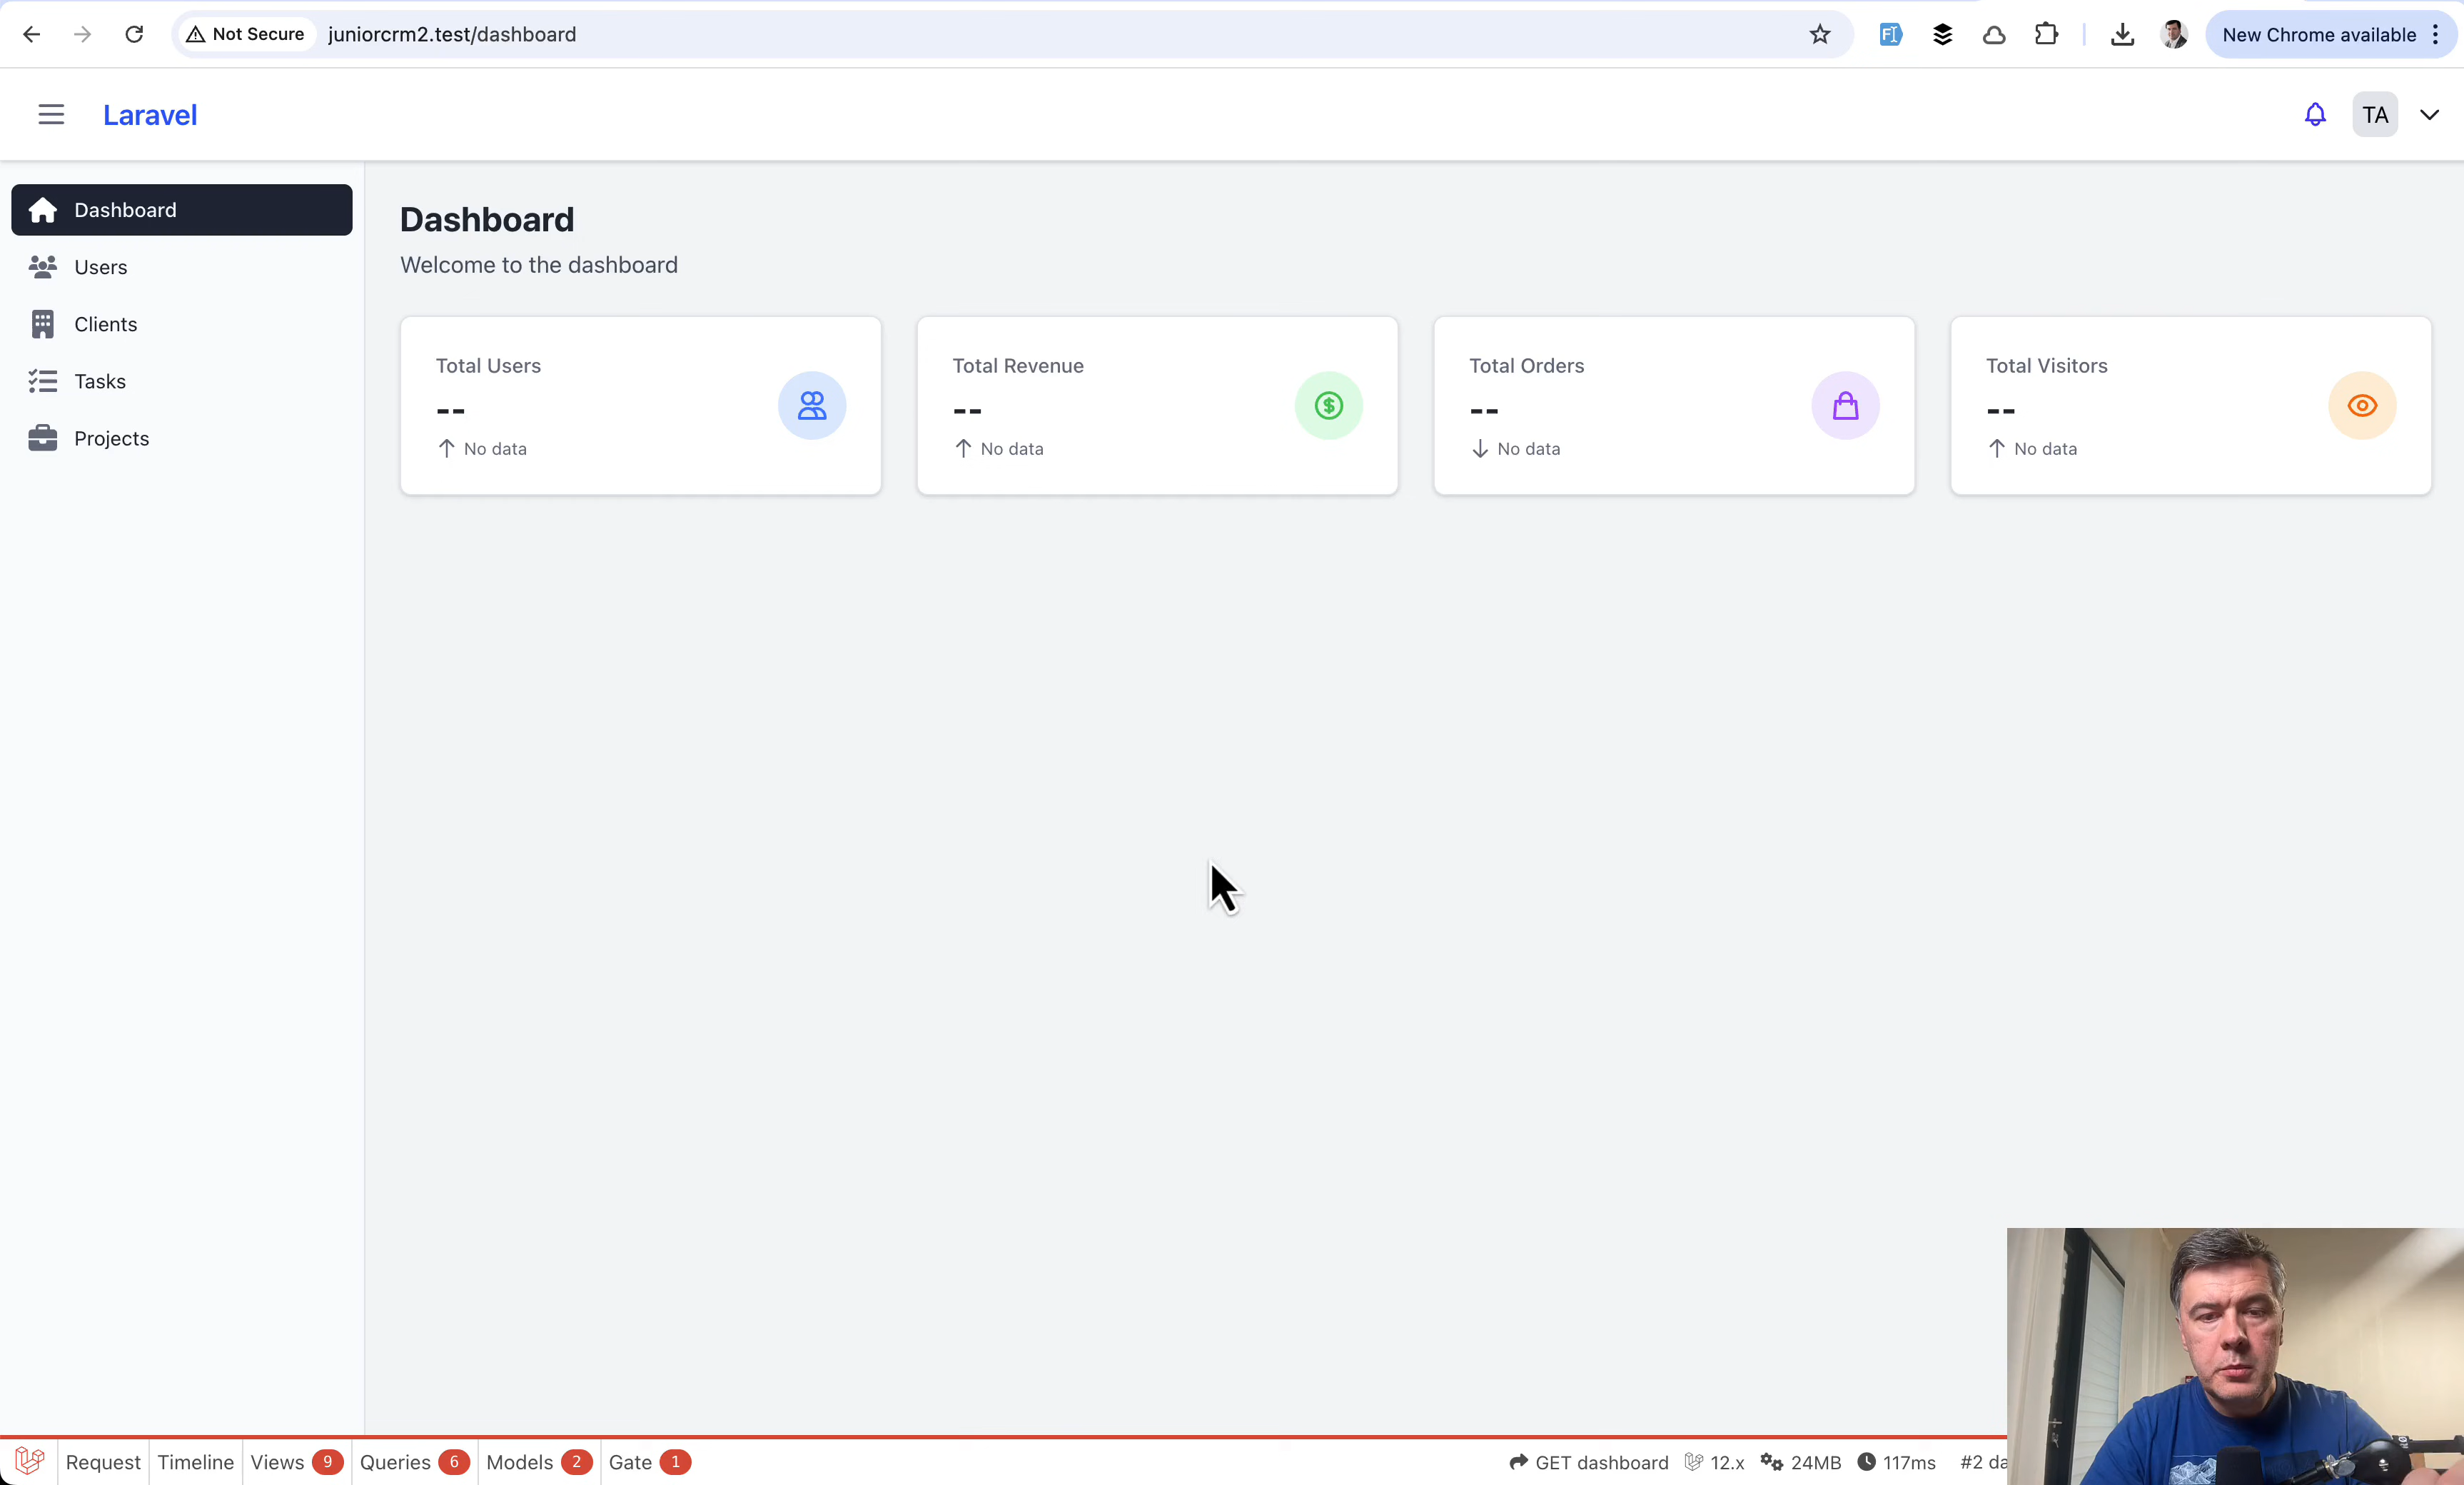 Not Secure juniorcrm2.test/dashboard New Chrome available
Laravel TA
Dashboard
Users
Clients
Tasks
Projects
Dashboard
Welcome to the dashboard
Total Users
--
No data
Total Revenue
--
No data
Total Orders
--
No data
Total Visitors
--
No data
Request Timeline Views 9 Queries 6 Models 2 Gate 1 GET dashboard 12.x 24MB 117ms #2 da